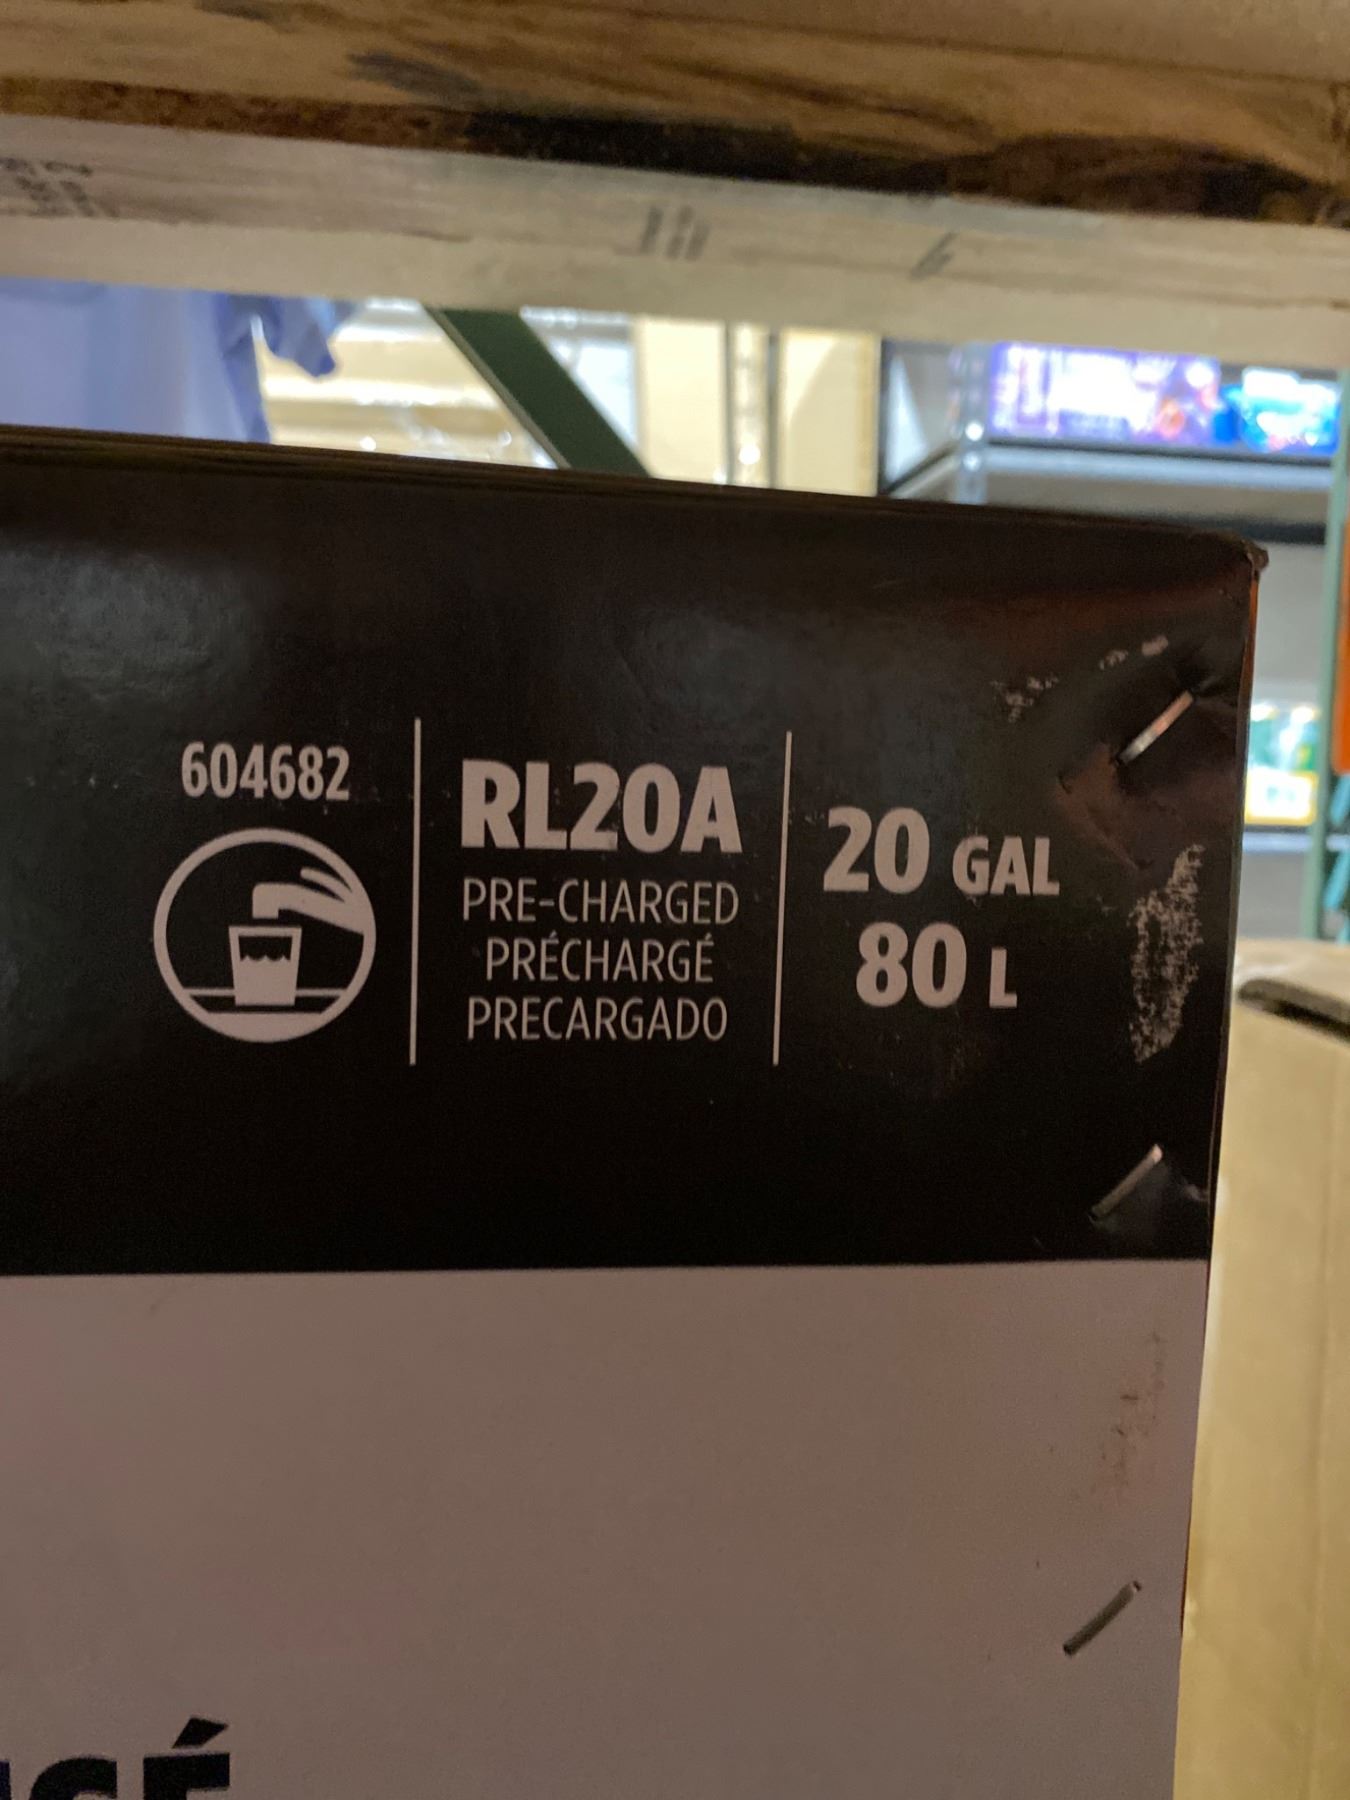 604682
RL20A
PRE-CHARGED
PRÉCHARGÉ
PRECARGADO
20 GAL
80 L